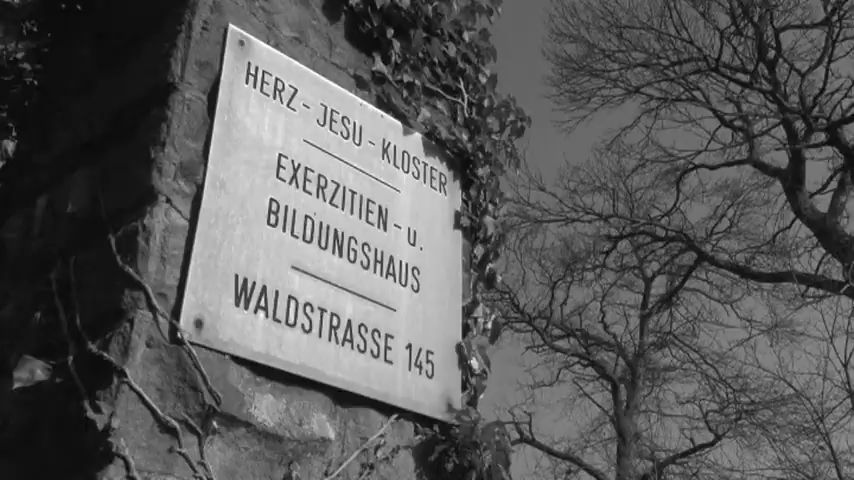 HERZ-JESU-KLOSTER
EXERZITIEN-u.
BILDUNGSHAUS
WALDSTRASSE 145